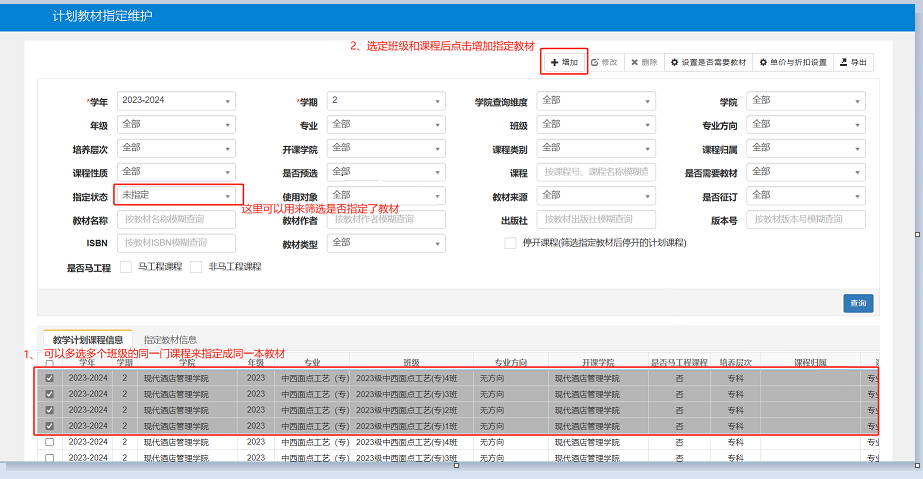 计划教材指定维护
2、选定班级和课程后点击增加指定教材
增加 修改 删除 设置是否需要教材 单价与折扣设置 导出
*学年 2023-2024 *学期 2 学院查询维度 全部 学院 全部
年级 全部 专业 全部 班级 全部 专业方向 全部
培养层次 全部 开课学院 全部 课程类别 全部 课程归属 全部
课程性质 全部 是否预选 全部 课程 按课程号、课程名称模糊查询 是否需要教材 全部
指定状态 未指定 使用对象 全部 教材来源 全部 是否征订 全部
这里可以用来筛选是否指定了教材
教材名称 按教材名称模糊查询 教材作者 按教材作者模糊查询 出版社 按教材出版社模糊查询 版本号 按教材版本号模糊查询
ISBN 按教材ISBN模糊查询 教材类型 全部 停开课程(筛选指定教材后停开的计划课程)
是否马工程 马工程课程 非马工程课程
查询
教学计划课程信息 指定教材信息
1、 可以多选多个班级的同一门课程来指定成同一本教材
学年 学期 学院 年级 专业 班级 专业方向 开课学院 是否马工程课程 培养层次 课程归属
2023-2024 2 现代酒店管理学院 2023 中西面点工艺（专） 2023级中西面点工艺(专)4班 无方向 现代酒店管理学院 否 专科 专业
2023-2024 2 现代酒店管理学院 2023 中西面点工艺（专） 2023级中西面点工艺(专)3班 无方向 现代酒店管理学院 否 专科 专业
2023-2024 2 现代酒店管理学院 2023 中西面点工艺（专） 2023级中西面点工艺(专)2班 无方向 现代酒店管理学院 否 专科 专业
2023-2024 2 现代酒店管理学院 2023 中西面点工艺（专） 2023级中西面点工艺(专)1班 无方向 现代酒店管理学院 否 专科 专业
2023-2024 2 现代酒店管理学院 2023 中西面点工艺（专） 2023级中西面点工艺(专)4班 无方向 现代酒店管理学院 否 专科 专业
2023-2024 2 现代酒店管理学院 2023 中西面点工艺（专） 2023级中西面点工艺(专)3班 无方向 现代酒店管理学院 否 专科 专业